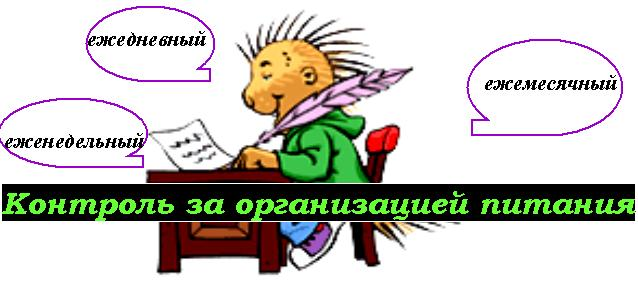 ежедневный
ежемесячный
еженедельный
Контроль за организацией питания